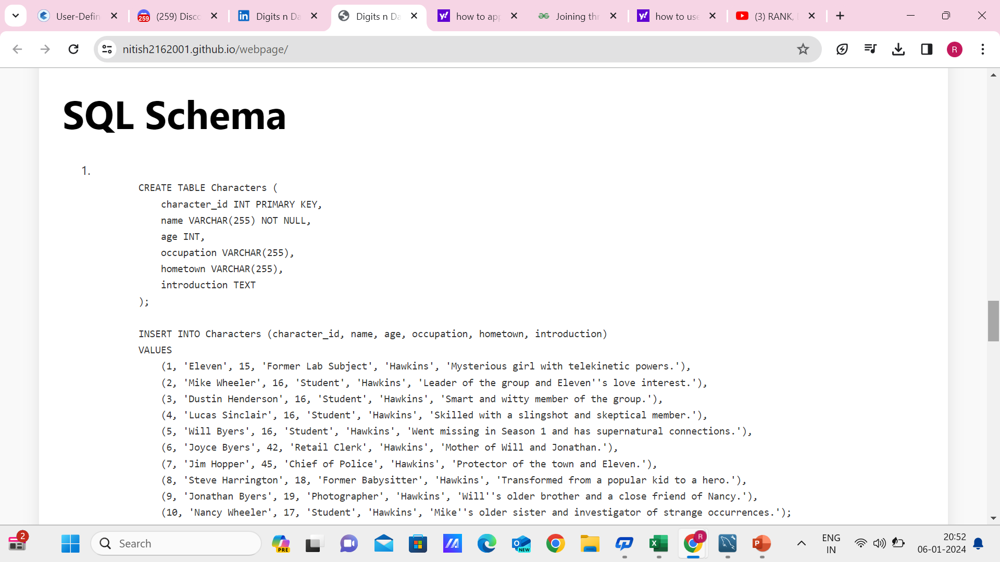 User-Defin
259
(259) Disco
Digits n Da
Digits n Da
how to app
Joining thr
how to use
(3) RANK,
nitish2162001.github.io/webpage/
R
SQL Schema
1.
CREATE TABLE Characters (
character_id INT PRIMARY KEY,
name VARCHAR(255) NOT NULL,
age INT,
occupation VARCHAR(255),
hometown VARCHAR(255),
introduction TEXT
);
INSERT INTO Characters (character_id, name, age, occupation, hometown, introduction)
VALUES
(1, 'Eleven', 15, 'Former Lab Subject', 'Hawkins', 'Mysterious girl with telekinetic powers.'),
(2, 'Mike Wheeler', 16, 'Student', 'Hawkins', 'Leader of the group and Eleven''s love interest.'),
(3, 'Dustin Henderson', 16, 'Student', 'Hawkins', 'Smart and witty member of the group.'),
(4, 'Lucas Sinclair', 16, 'Student', 'Hawkins', 'Skilled with a slingshot and skeptical member.'),
(5, 'Will Byers', 16, 'Student', 'Hawkins', 'Went missing in Season 1 and has supernatural connections.'),
(6, 'Joyce Byers', 42, 'Retail Clerk', 'Hawkins', 'Mother of Will and Jonathan.'),
(7, 'Jim Hopper', 45, 'Chief of Police', 'Hawkins', 'Protector of the town and Eleven.'),
(8, 'Steve Harrington', 18, 'Former Babysitter', 'Hawkins', 'Transformed from a popular kid to a hero.'),
(9, 'Jonathan Byers', 19, 'Photographer', 'Hawkins', 'Will''s older brother and a close friend of Nancy.'),
(10, 'Nancy Wheeler', 17, 'Student', 'Hawkins', 'Mike''s older sister and investigator of strange occurrences.');
2
Search
PRE
NEW
R
ENG
IN
20:52
06-01-2024